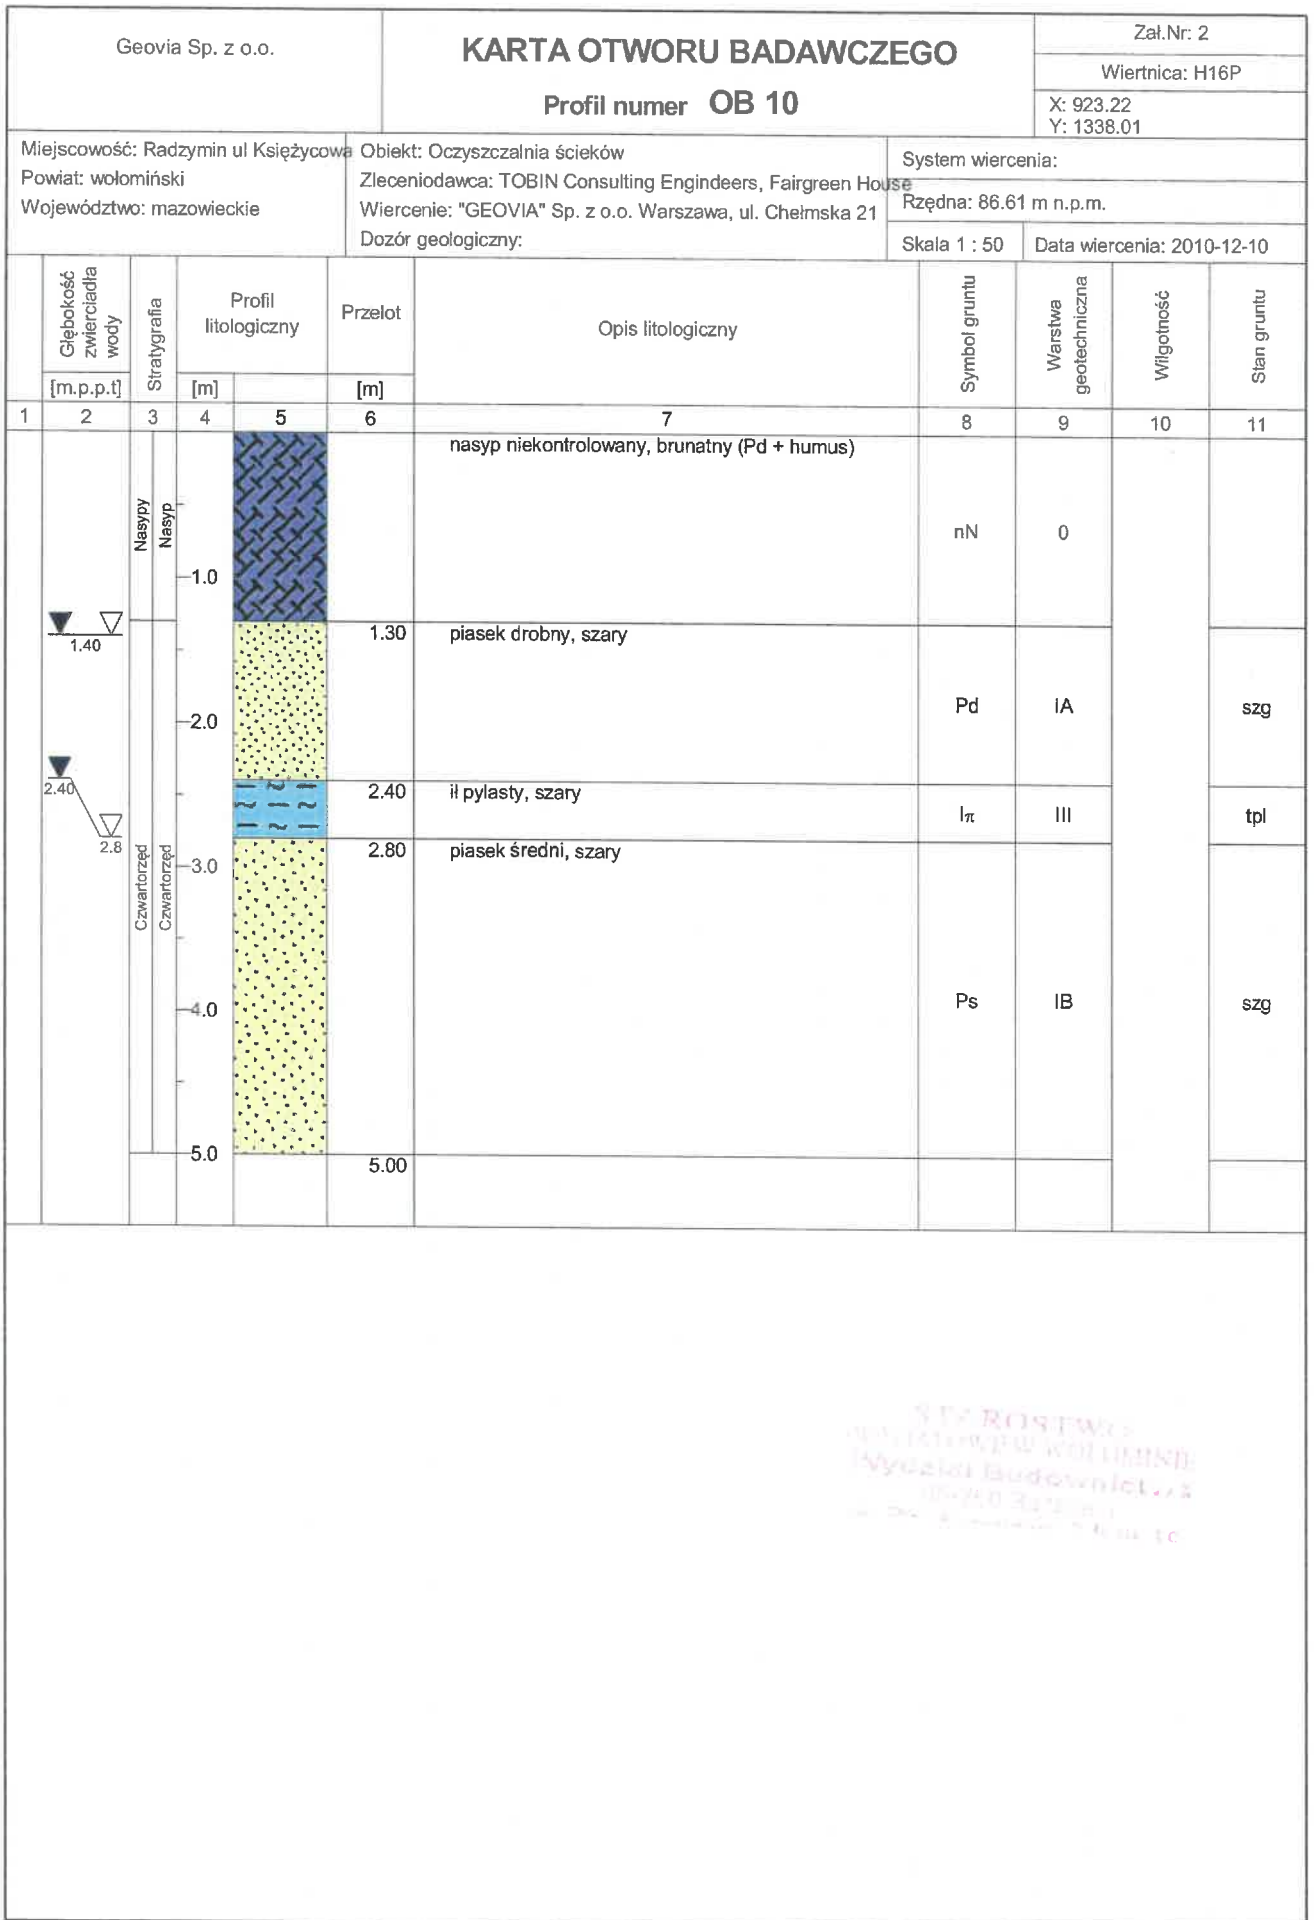 Geovia Sp. z o.o.
KARTA OTWORU BADAWCZEGO
Profil numer OB 10
Zał.Nr: 2
Wiertnica: H16P
X: 923.22
Y: 1338.01
Miejscowość: Radzymin ul Księżycowa
Powiat: wołomiński
Województwo: mazowieckie
Obiekt: Oczyszczalnia ścieków
Zleceniodawca: TOBIN Consulting Engindeers, Fairgreen House
Wiercenie: "GEOVIA" Sp. z o.o. Warszawa, ul. Chełmska 21
Dozór geologiczny:
System wiercenia:
Rzędna: 86.61 m n.p.m.
Skala 1 : 50
Data wiercenia: 2010-12-10
Głębokość zwierciadła wody
[m.p.p.t]
Stratygrafia
Profil litologiczny
[m]
Przelot
[m]
Opis litologiczny
Symbol gruntu
Warstwa geotechniczna
Wilgotność
Stan gruntu
1 2 3 4 5 6 7 8 9 10 11
nasyp niekontrolowany, brunatny (Pd + humus)
Nasypy
Nasyp
nN
0
1.0
1.40
1.30
piasek drobny, szary
2.0
Pd
IA
szg
2.40
2.8
2.40
ił pylasty, szary
Iπ
III
tpl
2.80
piasek średni, szary
Czwartorzęd
Czwartorzęd
3.0
4.0
Ps
IB
szg
5.0
5.00
STAROSTWO
Wydział Budownictwa